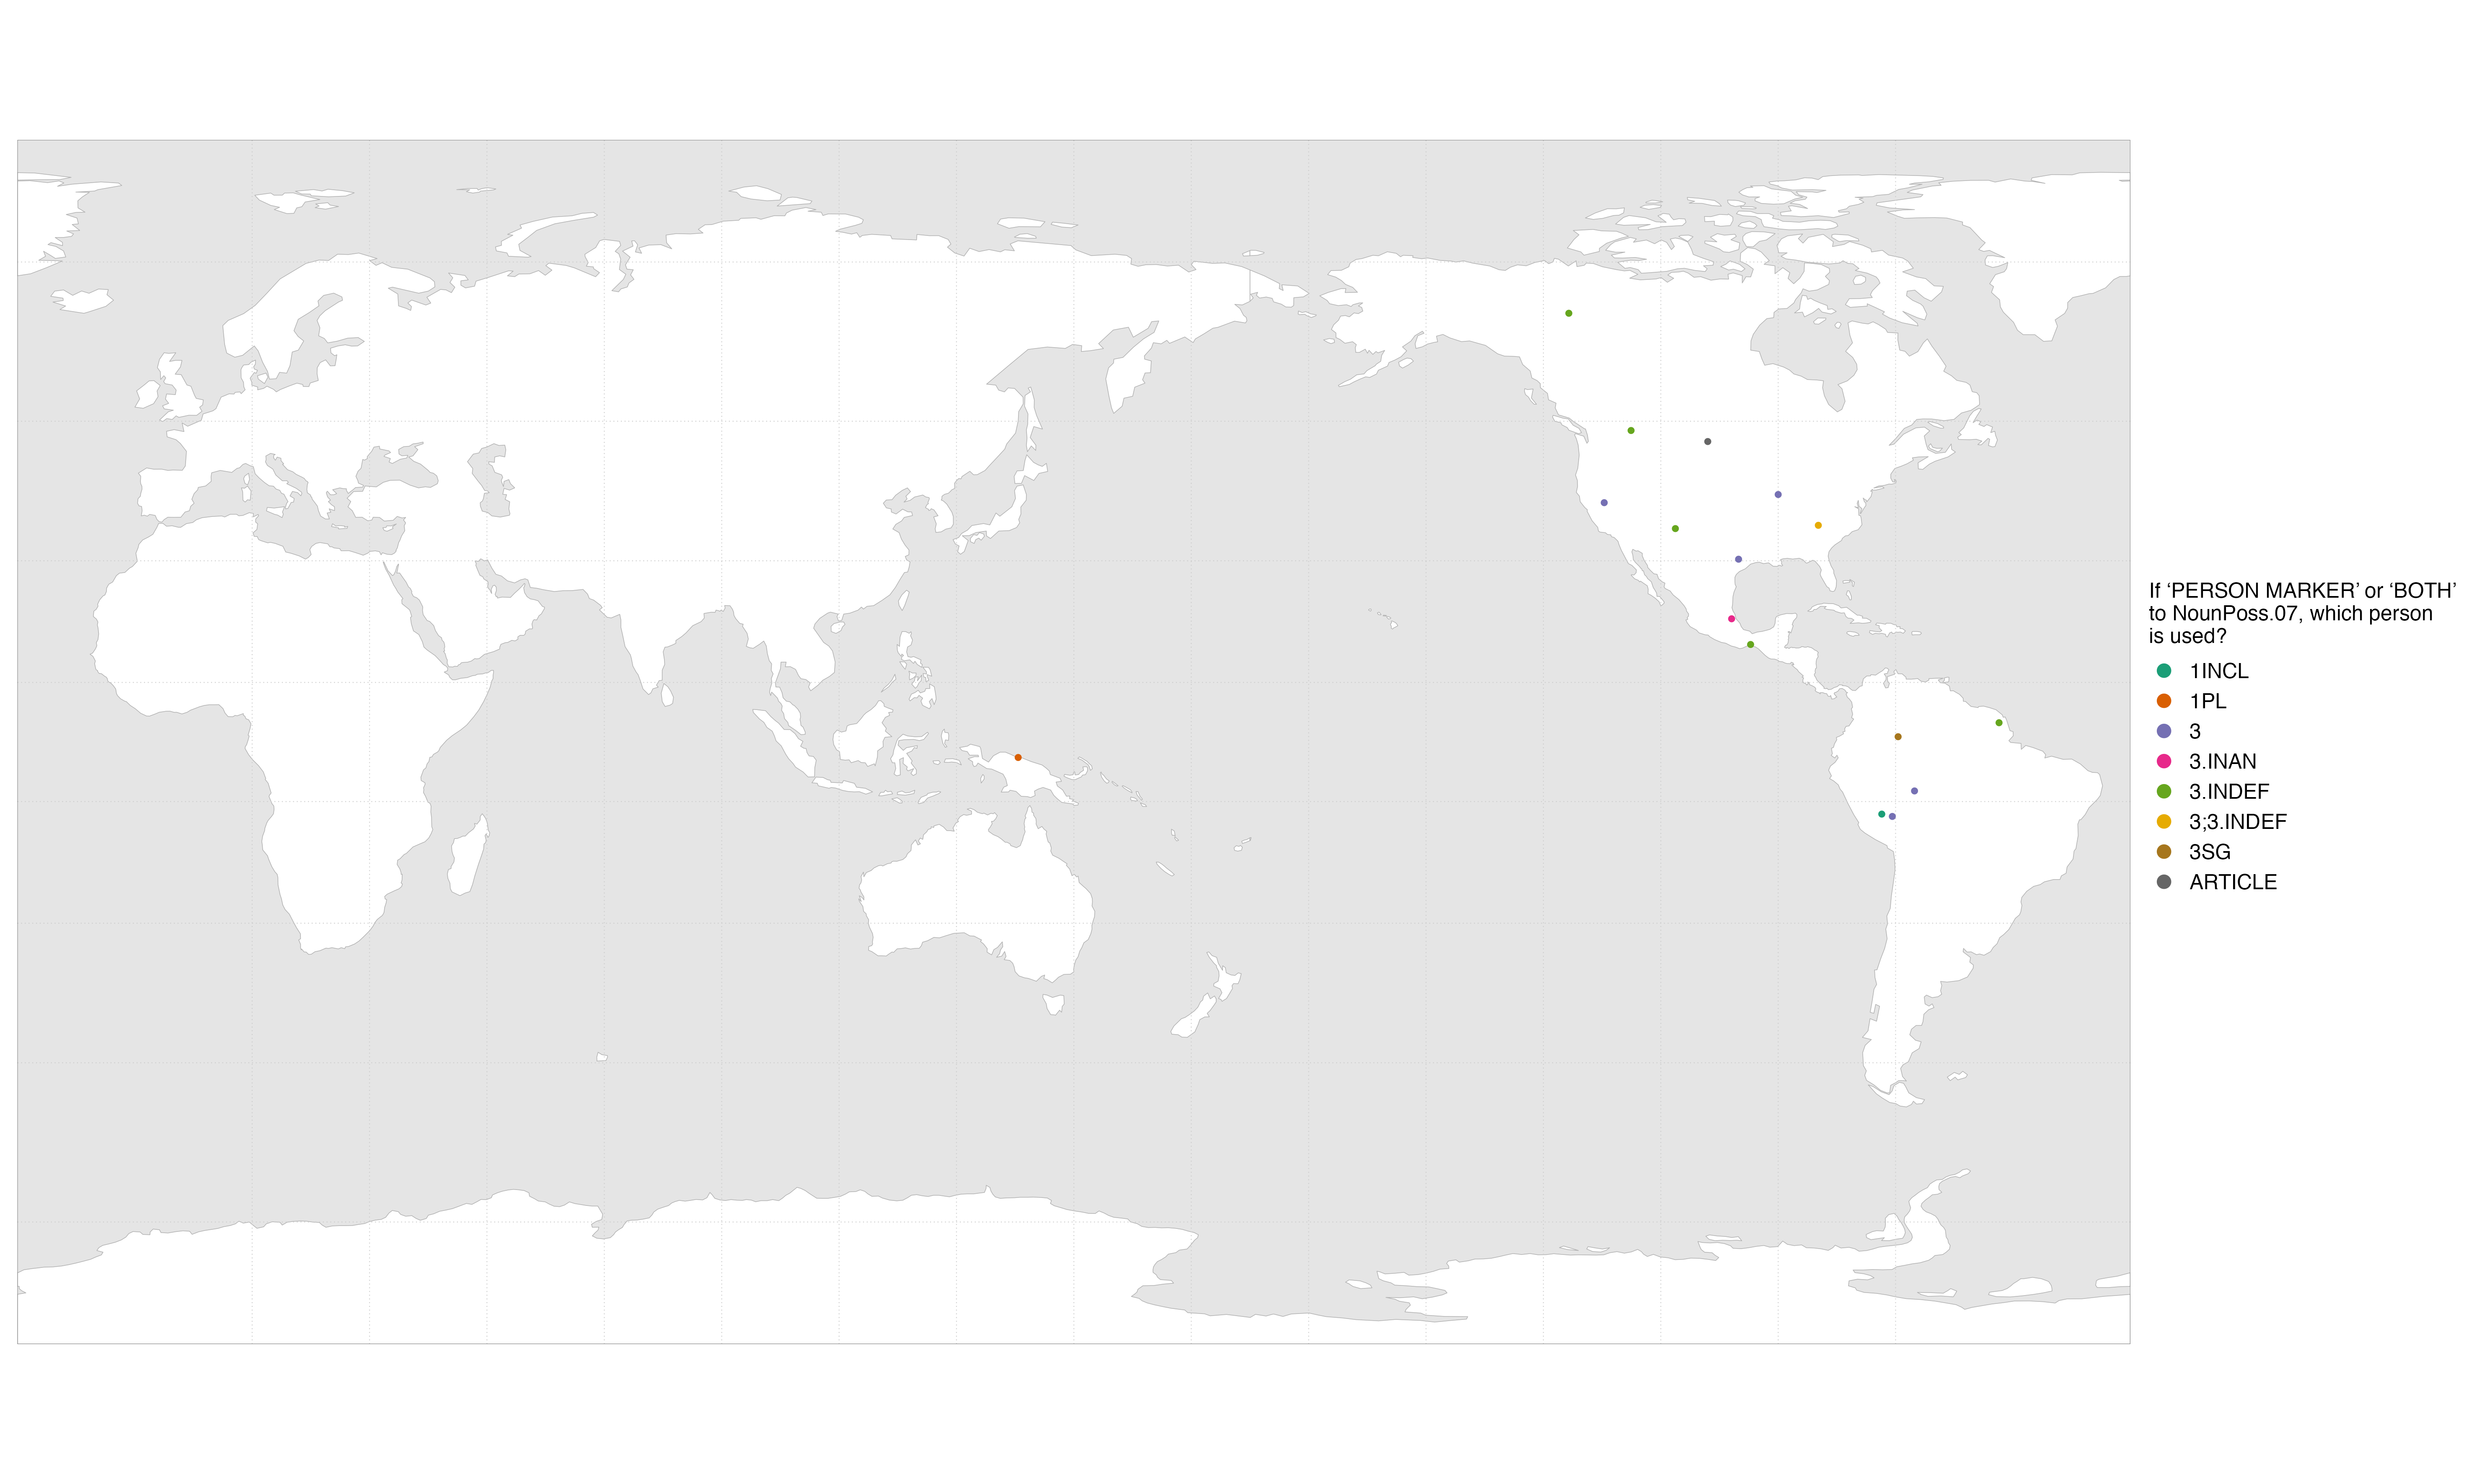 If ‘PERSON MARKER’ or ‘BOTH’
to NounPoss.07, which person
is used?
1INCL
1PL
3
3.INAN
3.INDEF
3;3.INDEF
3SG
ARTICLE